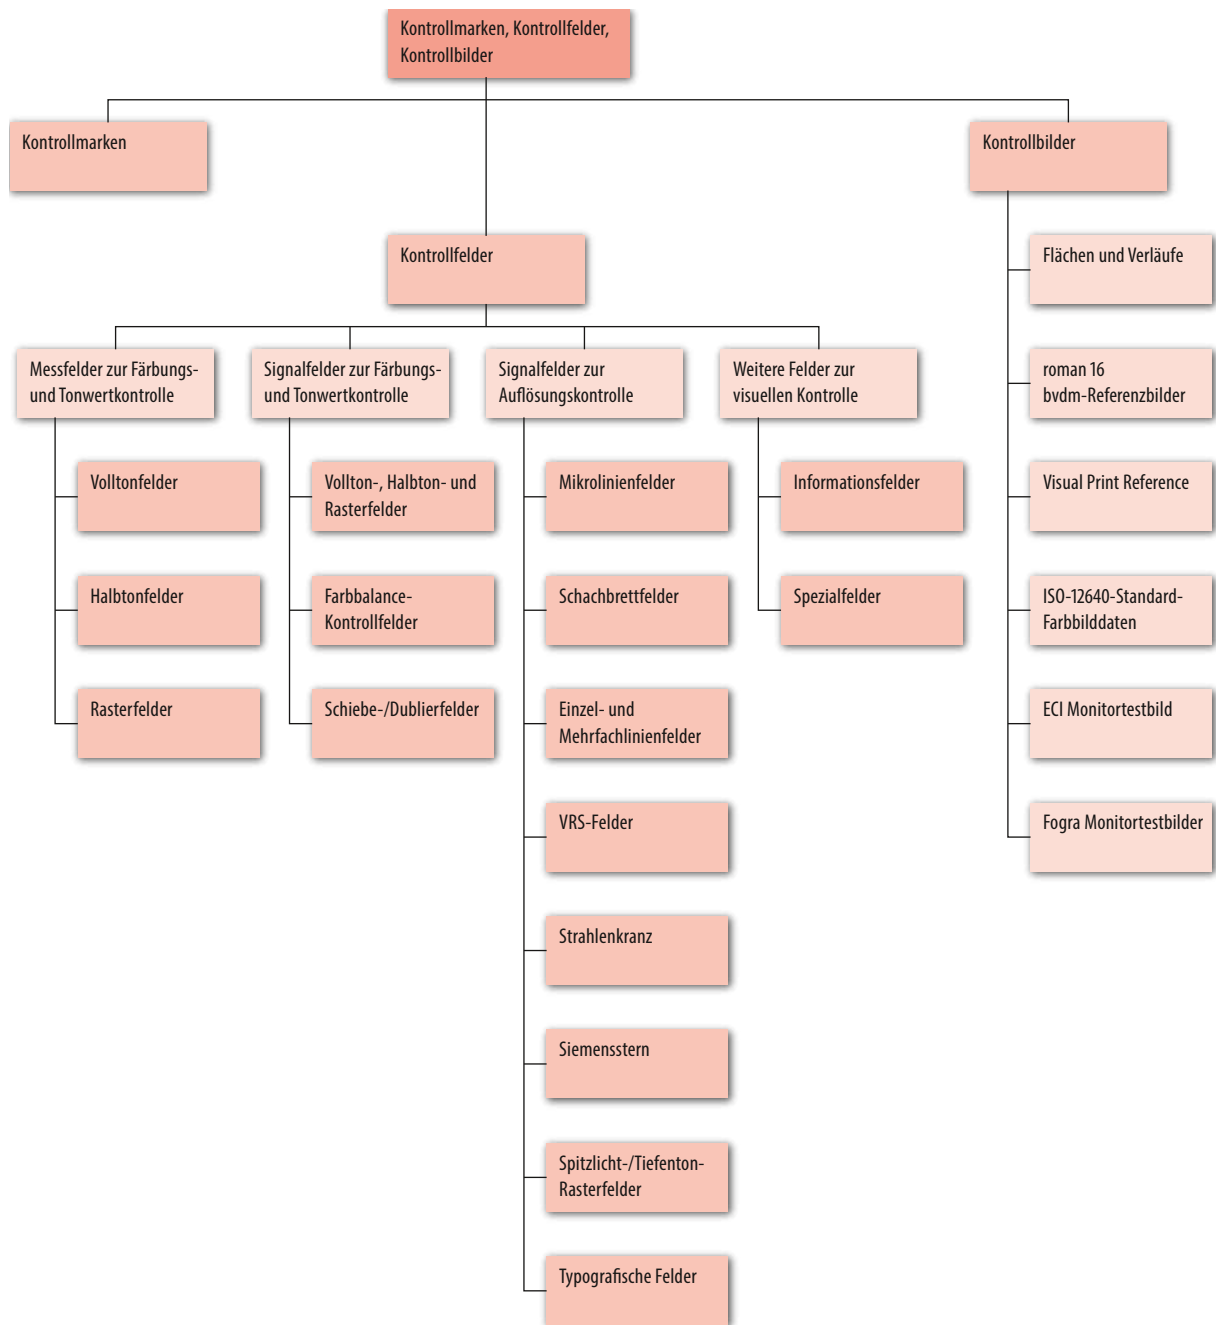 Kontrollmarken, Kontrollfelder,
Kontrollbilder
Kontrollmarken
Kontrollbilder
Kontrollfelder
Messfelder zur Färbungs-
und Tonwertkontrolle
Volltonfelder
Halbtonfelder
Rasterfelder
Signalfelder zur Färbungs-
und Tonwertkontrolle
Vollton-, Halbton- und
Rasterfelder
Farbbalance-
Kontrollfelder
Schiebe-/Dublierfelder
Signalfelder zur
Auflösungskontrolle
Mikrolinienfelder
Schachbrettfelder
Einzel- und
Mehrfachlinienfelder
VRS-Felder
Strahlenkranz
Siemensstern
Spitzlicht-/Tiefenton-
Rasterfelder
Typografische Felder
Weitere Felder zur
visuellen Kontrolle
Informationsfelder
Spezialfelder
Flächen und Verläufe
roman 16
bvdm-Referenzbilder
Visual Print Reference
ISO-12640-Standard-
Farbbilddaten
ECI Monitortestbild
Fogra Monitortestbilder